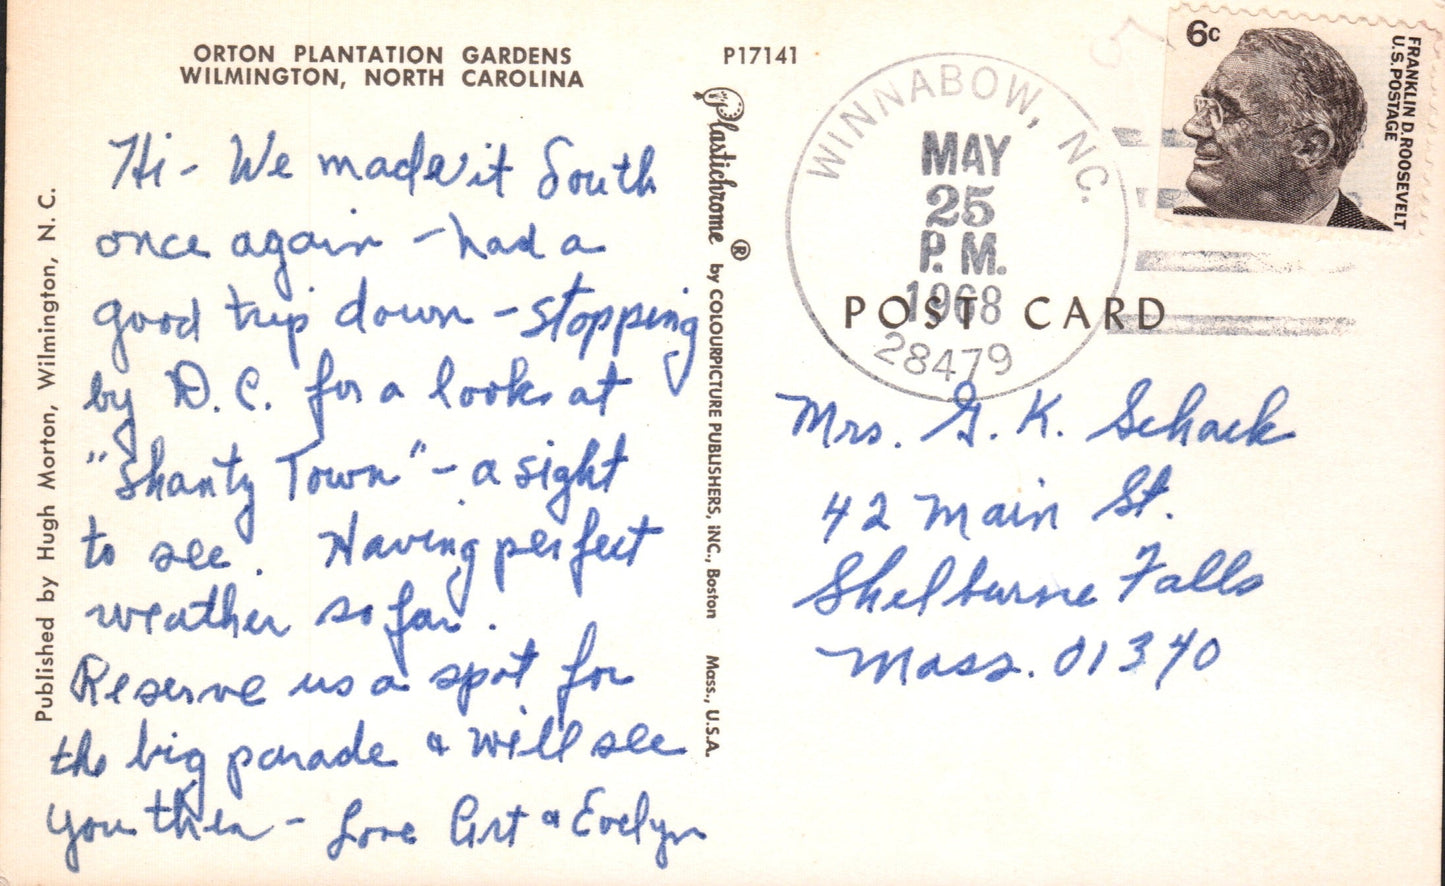 ORTON PLANTATION GARDENS
WILMINGTON, NORTH CAROLINA
Hi - We made it South
once again - had a
good trip down - stopping
by D.C. for a look at
"Shanty Town" - a sight
to see. Having perfect
weather so far.
Reserve us a spot for
the big parade & will see
you then - Love Art & Evelyn
Published by Hugh Morton, Wilmington, N. C.
P17141
Plastichrome ® by COLOURPICTURE PUBLISHERS, INC., Boston Mass., U.S.A.
WINNABOW, NC.
MAY
25
P. M.
1968
28479
6c
FRANKLIN D. ROOSEVELT
U.S. POSTAGE
POST CARD
Mrs. G. K. Schack
42 Main St.
Shelburne Falls
Mass. 01340